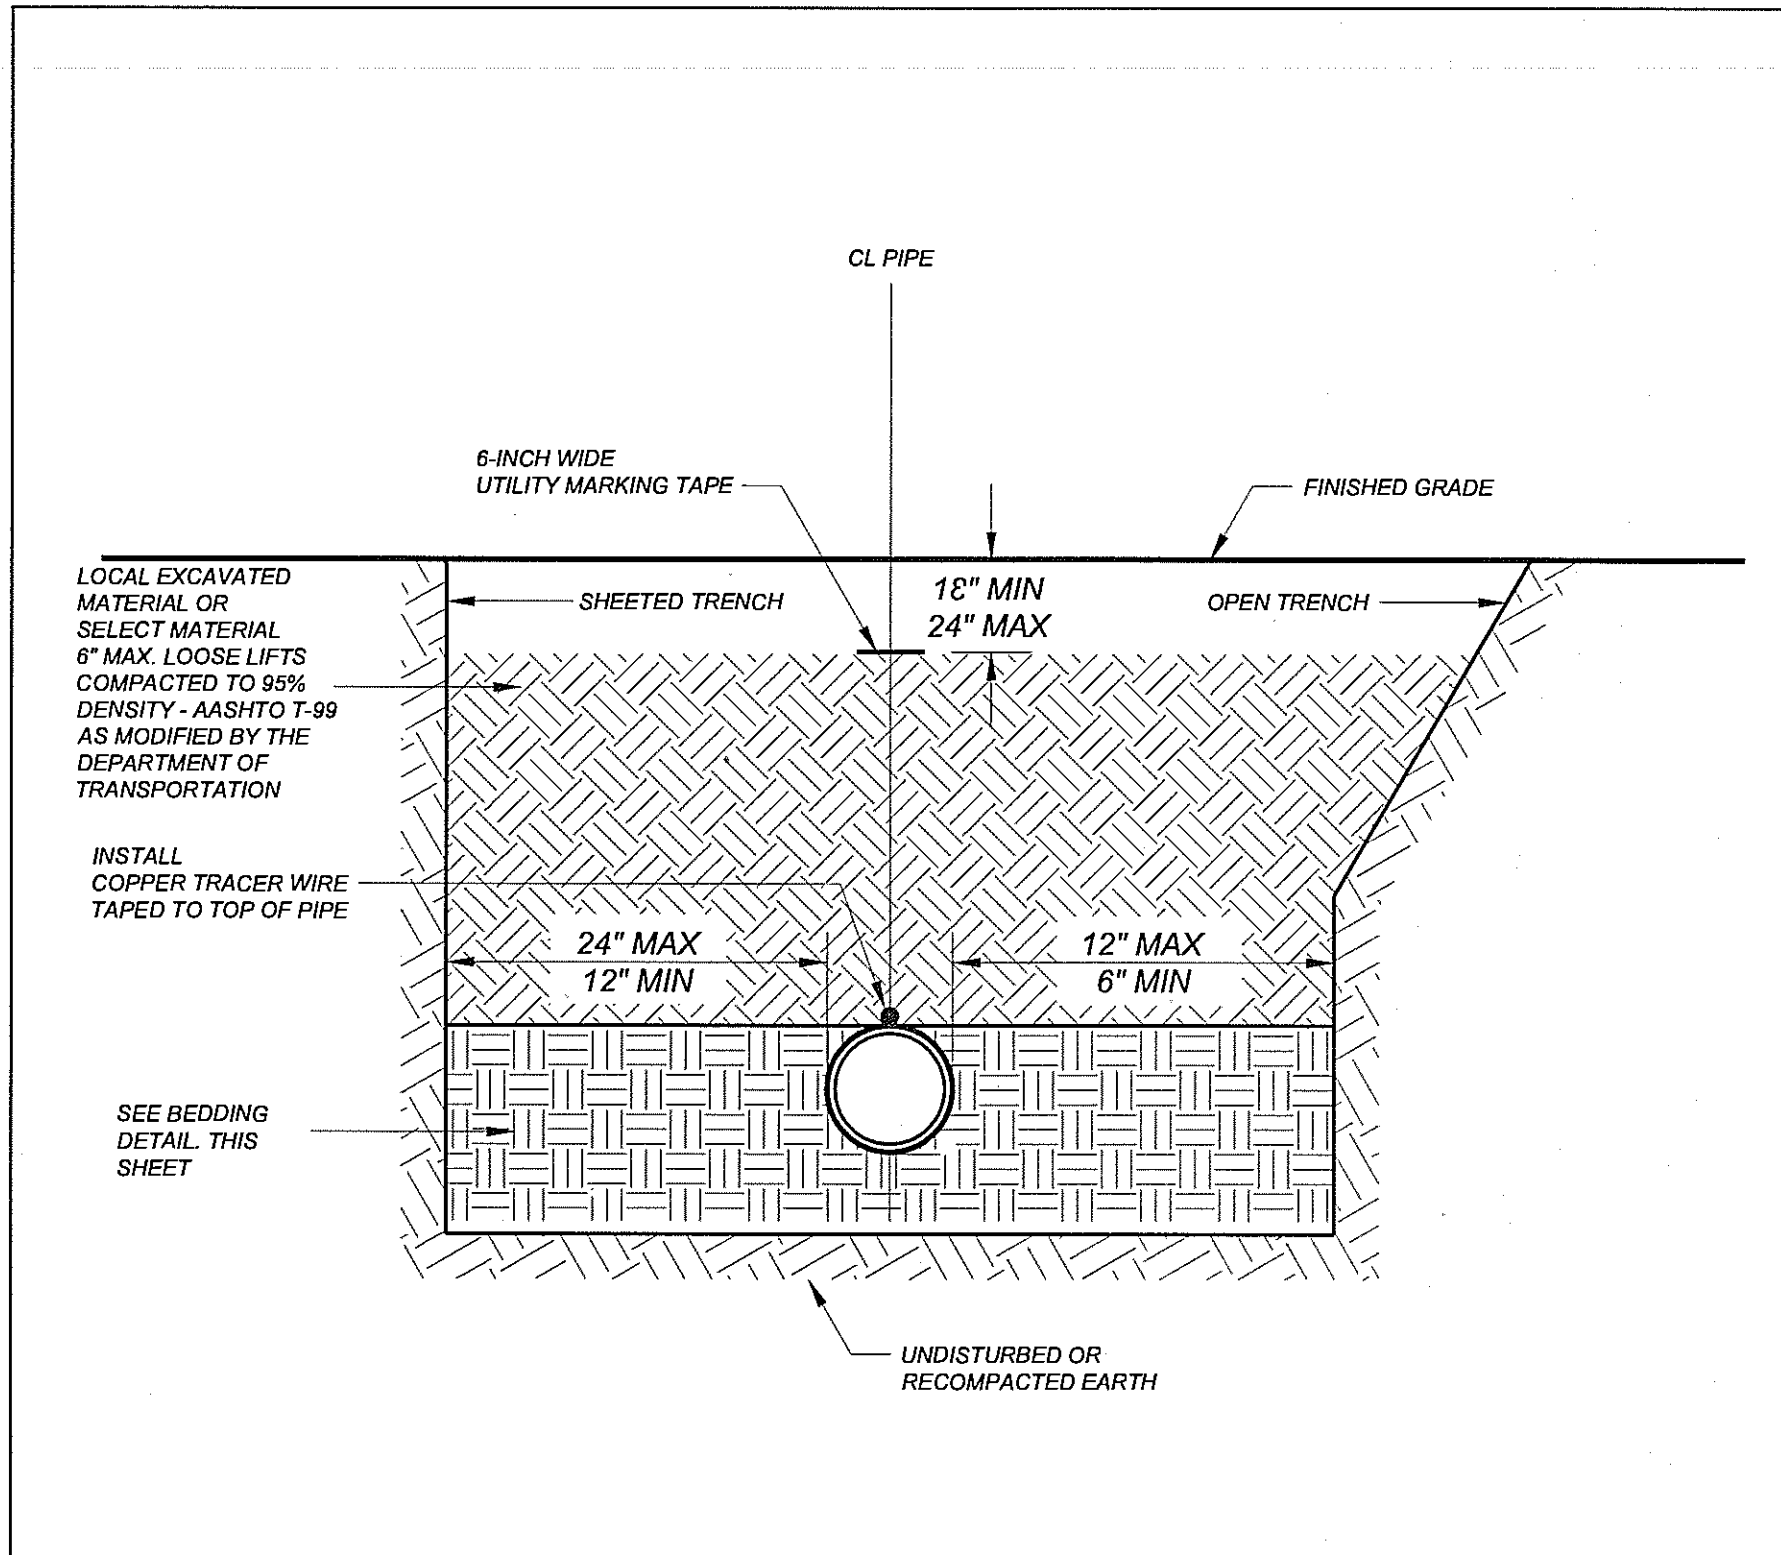 CL PIPE
6-INCH WIDE
UTILITY MARKING TAPE
FINISHED GRADE
LOCAL EXCAVATED
MATERIAL OR
SELECT MATERIAL
6" MAX. LOOSE LIFTS
COMPACTED TO 95%
DENSITY - AASHTO T-99
AS MODIFIED BY THE
DEPARTMENT OF
TRANSPORTATION
SHEETED TRENCH
18" MIN
24" MAX
OPEN TRENCH
INSTALL
COPPER TRACER WIRE
TAPED TO TOP OF PIPE
24" MAX
12" MIN
12" MAX
6" MIN
SEE BEDDING
DETAIL. THIS
SHEET
UNDISTURBED OR
RECOMPACTED EARTH